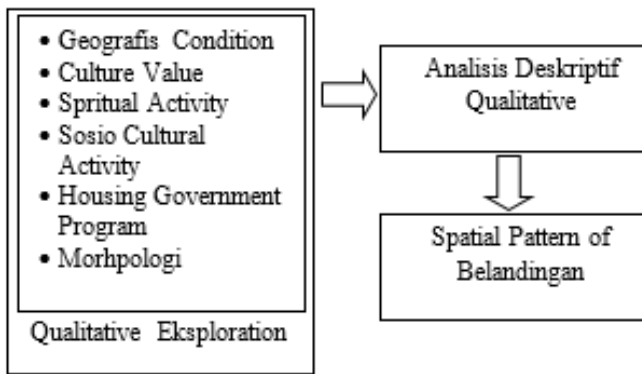 • Geografis Condition
• Culture Value
• Spritual Activity
• Sosio Cultural
Activity
• Housing Government
Program
• Morhpologi
Qualitative Eksploration
Analisis Deskriptif
Qualitative
Spatial Pattern of
Belandingan